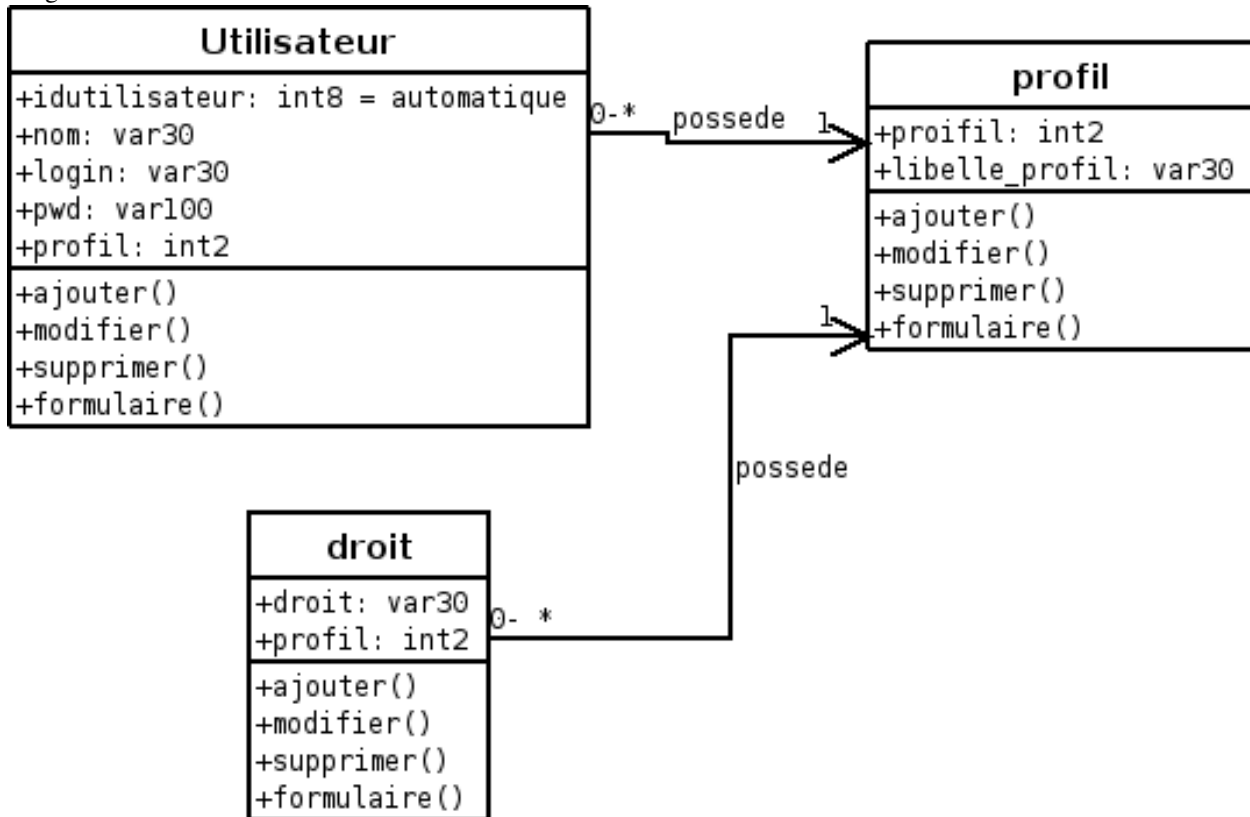 Utilisateur
+idutilisateur: int8 = automatique
+nom: var30
+login: var30
+pwd: var100
+profil: int2
+ajouter()
+modifier()
+supprimer()
+formulaire()
0-*
possede
1
profil
+proifil: int2
+libelle_profil: var30
+ajouter()
+modifier()
+supprimer()
+formulaire()
1
possede
droit
+droit: var30
+profil: int2
0- *
+ajouter()
+modifier()
+supprimer()
+formulaire()